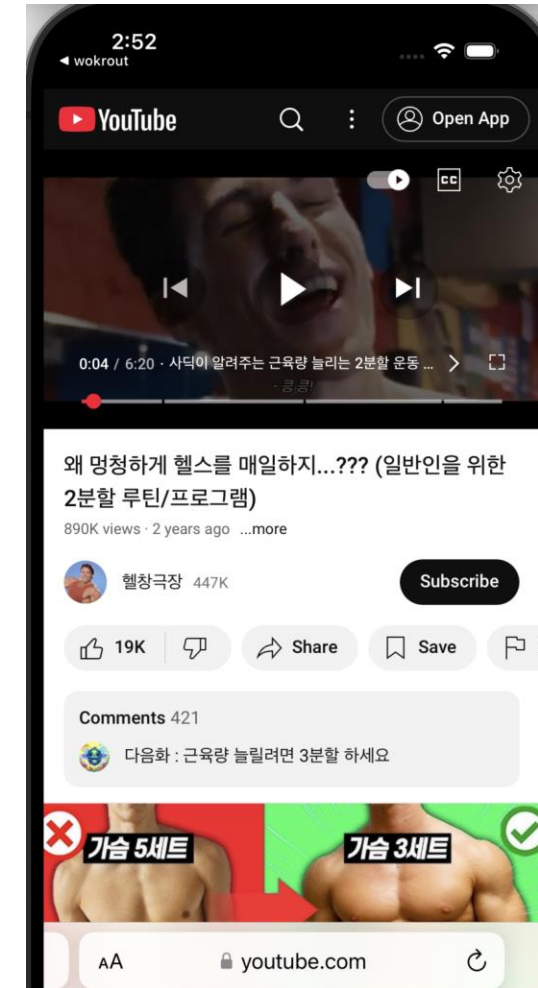 2:52
◀ wokrout
YouTube
Open App
CC
0:04 / 6:20 · 사딕이 알려주는 근육량 늘리는 2분할 운동 ...
- 쿵쿵!
왜 멍청하게 헬스를 매일하지...??? (일반인을 위한
2분할 루틴/프로그램)
890K views · 2 years ago ...more
헬창극장 447K
Subscribe
19K
Share
Save
Comments 421
다음화 : 근육량 늘릴려면 3분할 하세요
가슴 5세트
가슴 3세트
AA
youtube.com